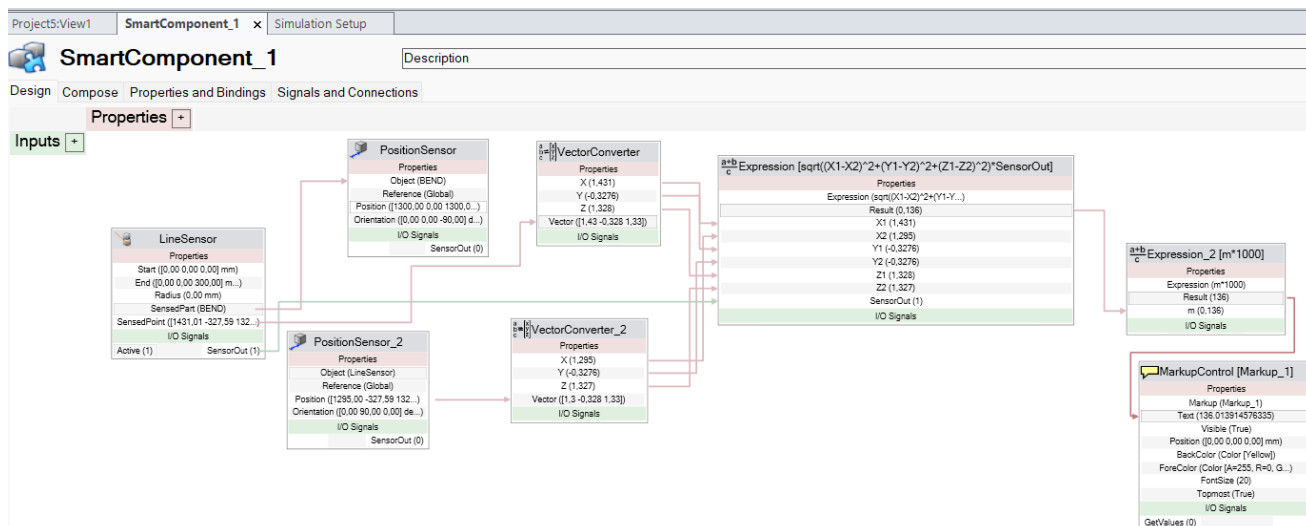 Project5:View1 SmartComponent_1 x Simulation Setup
SmartComponent_1
Description
Design Compose Properties and Bindings Signals and Connections
Properties +
Inputs +
LineSensor
Properties
Start ([0,00 0,00 0,00] mm)
End ([0,00 0,00 300,00] m...)
Radius (0,00 mm)
SensedPart (BEND)
SensedPoint ([1431,01 -327,59 132...)
I/O Signals
Active (1) SensorOut (1)
PositionSensor
Properties
Object (BEND)
Reference (Global)
Position ([1300,00 0,00 1300,0...)
Orientation ([0,00 0,00 -90,00] d...)
I/O Signals
SensorOut (0)
PositionSensor_2
Properties
Object (LineSensor)
Reference (Global)
Position ([1295,00 -327,59 132...)
Orientation ([0,00 90,00 0,00] de...)
I/O Signals
SensorOut (0)
VectorConverter
Properties
X (1,431)
Y (-0,3276)
Z (1,328)
Vector ([1,43 -0,328 1,33])
I/O Signals
VectorConverter_2
Properties
X (1,295)
Y (-0,3276)
Z (1,327)
Vector ([1,3 -0,328 1,33])
I/O Signals
a+b
c
Expression [sqrt((X1-X2)^2+(Y1-Y2)^2+(Z1-Z2)^2)*SensorOut]
Properties
Expression (sqrt((X1-X2)^2+(Y1-Y...)
Result (0,136)
X1 (1,431)
X2 (1,295)
Y1 (-0,3276)
Y2 (-0,3276)
Z1 (1,328)
Z2 (1,327)
SensorOut (1)
I/O Signals
a+b
c
Expression_2 [m*1000]
Properties
Expression (m*1000)
Result (136)
m (0,136)
I/O Signals
MarkupControl [Markup_1]
Properties
Markup (Markup_1)
Text (136.013914576335)
Visible (True)
Position ([0,00 0,00 0,00] mm)
BackColor (Color [Yellow])
ForeColor (Color [A=255, R=0, G...)
FontSize (20)
Topmost (True)
I/O Signals
GetValues (0)